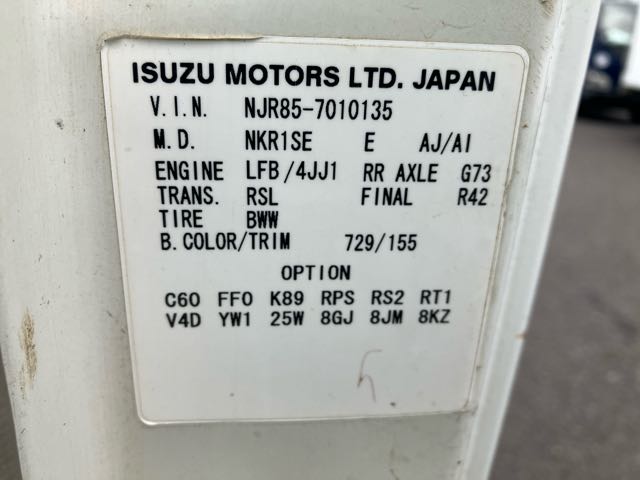 ISUZU MOTORS LTD. JAPAN
V.I.N. NJR85-7010135
M.D. NKR1SE E AJ/AI
ENGINE LFB/4JJ1 RR AXLE G73
TRANS. RSL FINAL R42
TIRE BWW
B.COLOR/TRIM 729/155
OPTION
C60 FF0 K89 RPS RS2 RT1
V4D YW1 25W 8GJ 8JM 8KZ